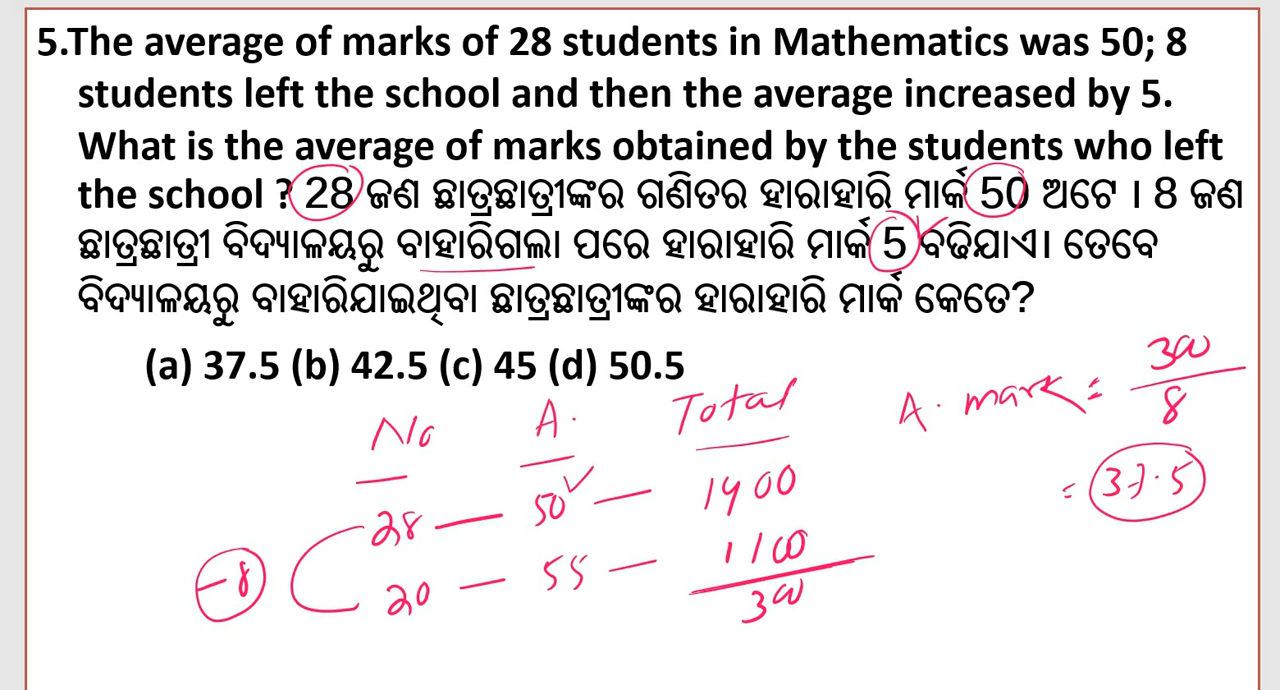 5.The average of marks of 28 students in Mathematics was 50; 8
students left the school and then the average increased by 5.
What is the average of marks obtained by the students who left
the school ? 28 ଜଣ ଛାତ୍ରଛାତ୍ରୀଙ୍କର ଗଣିତର ହାରାହାରି ମାର୍କ 50 ଅଟେ । 8 ଜଣ
ଛାତ୍ରଛାତ୍ରୀ ବିଦ୍ୟାଳୟରୁ ବାହାରିଗଲା ପରେ ହାରାହାରି ମାର୍କ 5 ବଢିଯାଏ। ତେବେ
ବିଦ୍ୟାଳୟରୁ ବାହାରିଯାଇଥିବା ଛାତ୍ରଛାତ୍ରୀଙ୍କର ହାରାହାରି ମାର୍କ କେତେ?
(a) 37.5 (b) 42.5 (c) 45 (d) 50.5
No A. Total
28 — 50 — 1400
-8 20 — 55 — 1100
300
A. mark = 300
8
= 37.5